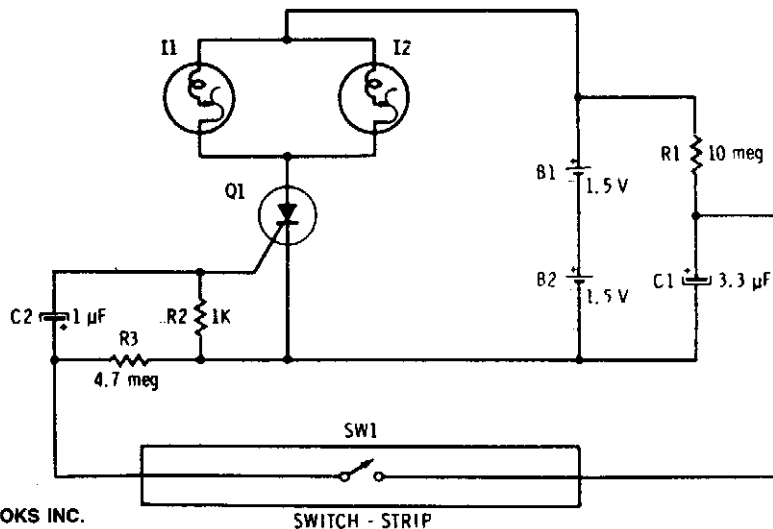 I1
I2
R1 10 meg
B1
1.5 V
Q1
B2
1.5 V
C1 3.3 µF
C2 1 µF
R2 1K
R3
4.7 meg
SW1
OKS INC.
SWITCH - STRIP
+
+
+
+